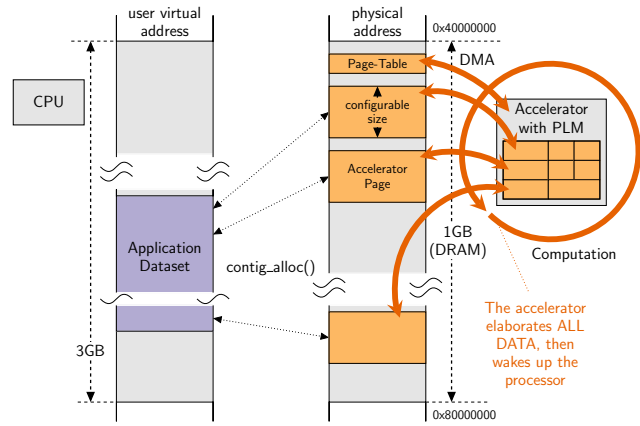 user virtual
address
physical
address
0x40000000
CPU
Page-Table
DMA
configurable
size
Accelerator
with PLM
Accelerator
Page
Application
Dataset
contig_alloc()
1GB
(DRAM)
Computation
3GB
The accelerator
elaborates ALL
DATA, then
wakes up the
processor
0x80000000